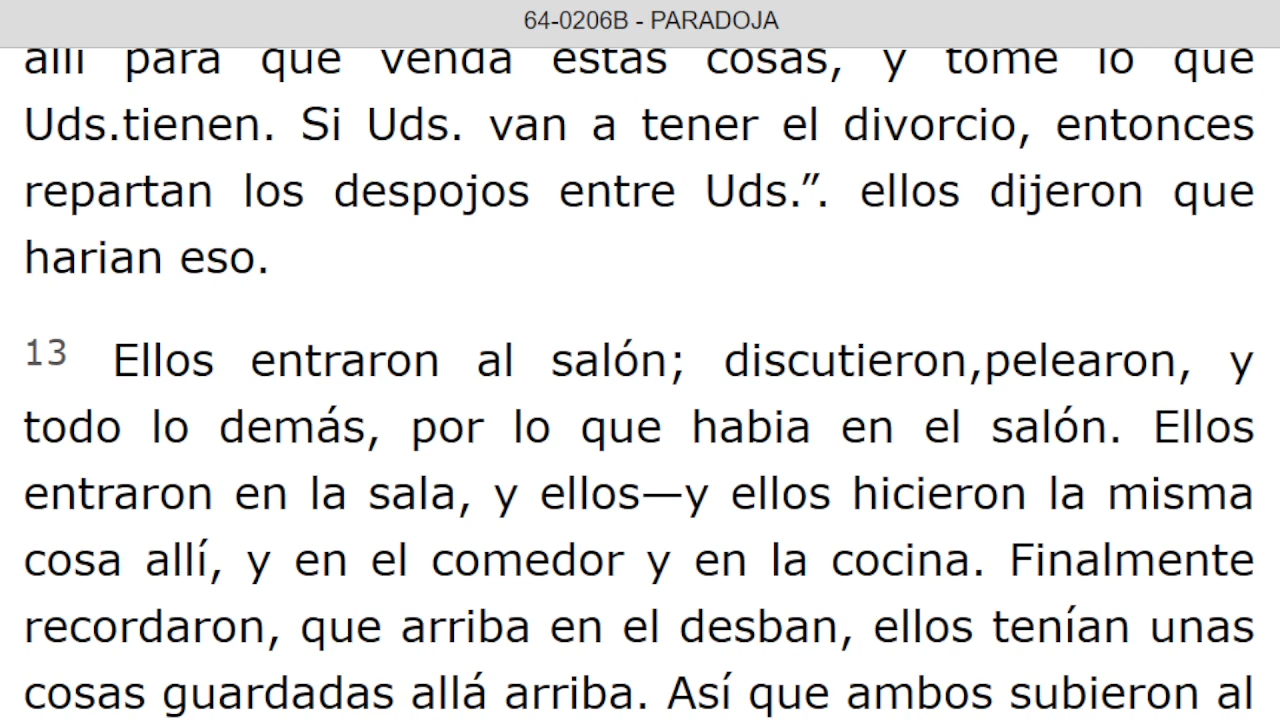 64-0206B - PARADOJA
allí para que venda estas cosas, y tome lo que
Uds.tienen. Si Uds. van a tener el divorcio, entonces
repartan los despojos entre Uds.”. ellos dijeron que
harian eso.
13 Ellos entraron al salón; discutieron,pelearon, y
todo lo demás, por lo que habia en el salón. Ellos
entraron en la sala, y ellos—y ellos hicieron la misma
cosa allí, y en el comedor y en la cocina. Finalmente
recordaron, que arriba en el desban, ellos tenían unas
cosas guardadas allá arriba. Así que ambos subieron al